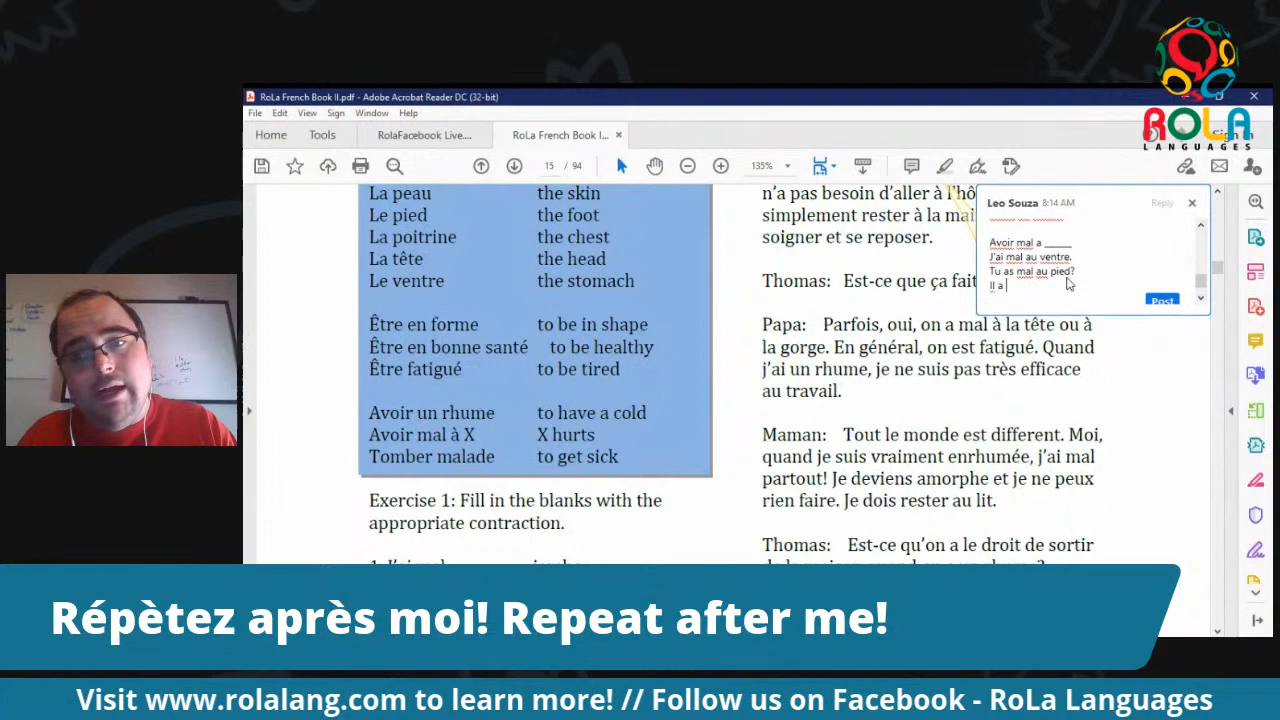 ROLA
LANGUAGES
RoLa French Book II.pdf - Adobe Acrobat Reader DC (32-bit)
File Edit View Sign Window Help
Home Tools RolaFacebook Live... RoLa French Book I...
15 / 94 135%
La peau the skin
Le pied the foot
La poitrine the chest
La tête the head
Le ventre the stomach
Être en forme to be in shape
Être en bonne santé to be healthy
Être fatigué to be tired
Avoir un rhume to have a cold
Avoir mal à X X hurts
Tomber malade to get sick
Exercise 1: Fill in the blanks with the
appropriate contraction.
n'a pas besoin d'aller à l'hô
simplement rester à la mai
soigner et se reposer.
Thomas: Est-ce que ça fait
Papa: Parfois, oui, on a mal à la tête ou à
la gorge. En général, on est fatigué. Quand
j'ai un rhume, je ne suis pas très efficace
au travail.
Maman: Tout le monde est different. Moi,
quand je suis vraiment enrhumée, j'ai mal
partout! Je deviens amorphe et je ne peux
rien faire. Je dois rester au lit.
Thomas: Est-ce qu'on a le droit de sortir
Leo Souza 8:14 AM Reply
Avoir mal a _____
J'ai mal au ventre.
Tu as mal au pied?
Il a
Post
Répètez après moi! Repeat after me!
Visit www.rolalang.com to learn more! // Follow us on Facebook - RoLa Languages